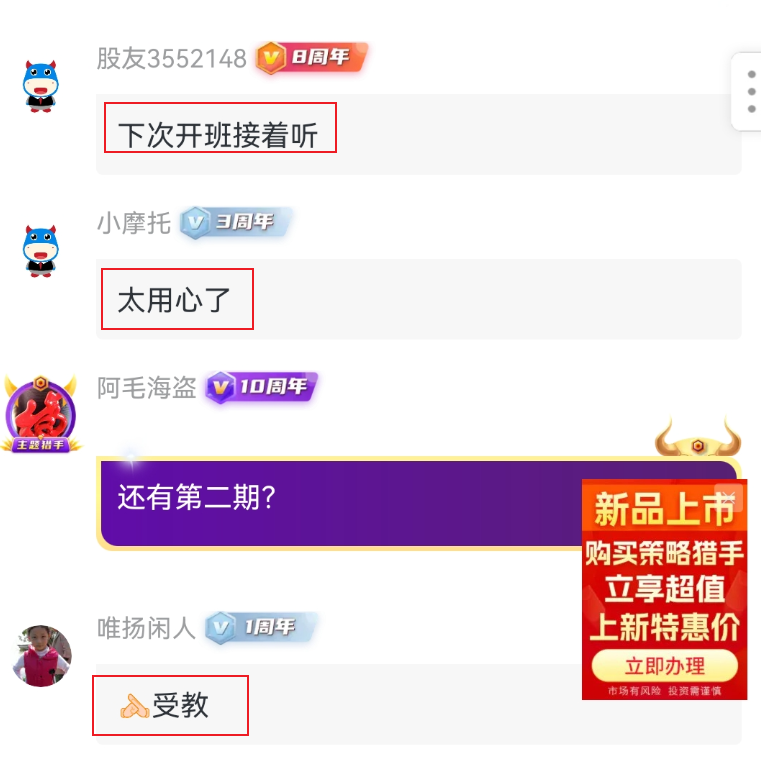 股友3552148 V 8周年
下次开班接着听
小摩托 V 3周年
太用心了
阿毛海盗 V 10周年
福
主题猎手
还有第二期?
新品上市
购买策略猎手
立享超值
上新特惠价
立即办理
市场有风险 投资需谨慎
唯扬闲人 V 1周年
受教